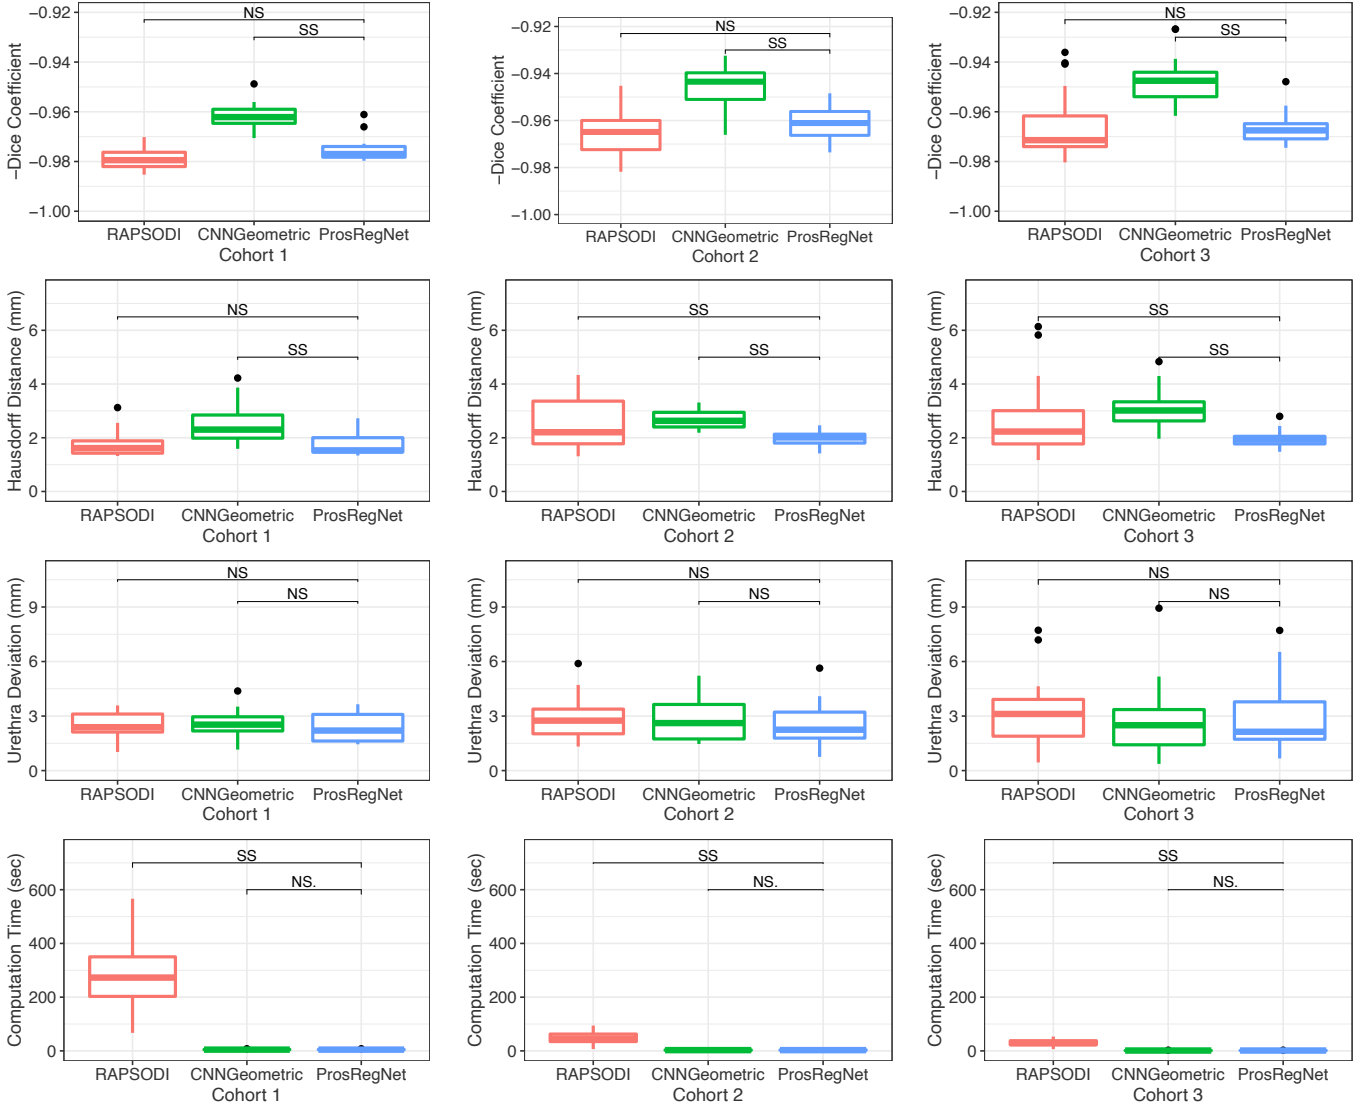 −Dice Coefficient
−0.92
−0.94
−0.96
−0.98
−1.00
NS
SS
RAPSODI CNNGeometric ProsRegNet
Cohort 1
−Dice Coefficient
−0.92
−0.94
−0.96
−0.98
−1.00
NS
SS
RAPSODI CNNGeometric ProsRegNet
Cohort 2
−Dice Coefficient
−0.92
−0.94
−0.96
−0.98
−1.00
NS
SS
RAPSODI CNNGeometric ProsRegNet
Cohort 3
Hausdorff Distance (mm)
6
4
2
0
NS
SS
RAPSODI CNNGeometric ProsRegNet
Cohort 1
Hausdorff Distance (mm)
6
4
2
0
SS
SS
RAPSODI CNNGeometric ProsRegNet
Cohort 2
Hausdorff Distance (mm)
6
4
2
0
SS
SS
RAPSODI CNNGeometric ProsRegNet
Cohort 3
Urethra Deviation (mm)
9
6
3
0
NS
NS
RAPSODI CNNGeometric ProsRegNet
Cohort 1
Urethra Deviation (mm)
9
6
3
0
NS
NS
RAPSODI CNNGeometric ProsRegNet
Cohort 2
Urethra Deviation (mm)
9
6
3
0
NS
NS
RAPSODI CNNGeometric ProsRegNet
Cohort 3
Computation Time (sec)
600
400
200
0
SS
NS.
RAPSODI CNNGeometric ProsRegNet
Cohort 1
Computation Time (sec)
600
400
200
0
SS
NS.
RAPSODI CNNGeometric ProsRegNet
Cohort 2
Computation Time (sec)
600
400
200
0
SS
NS.
RAPSODI CNNGeometric ProsRegNet
Cohort 3